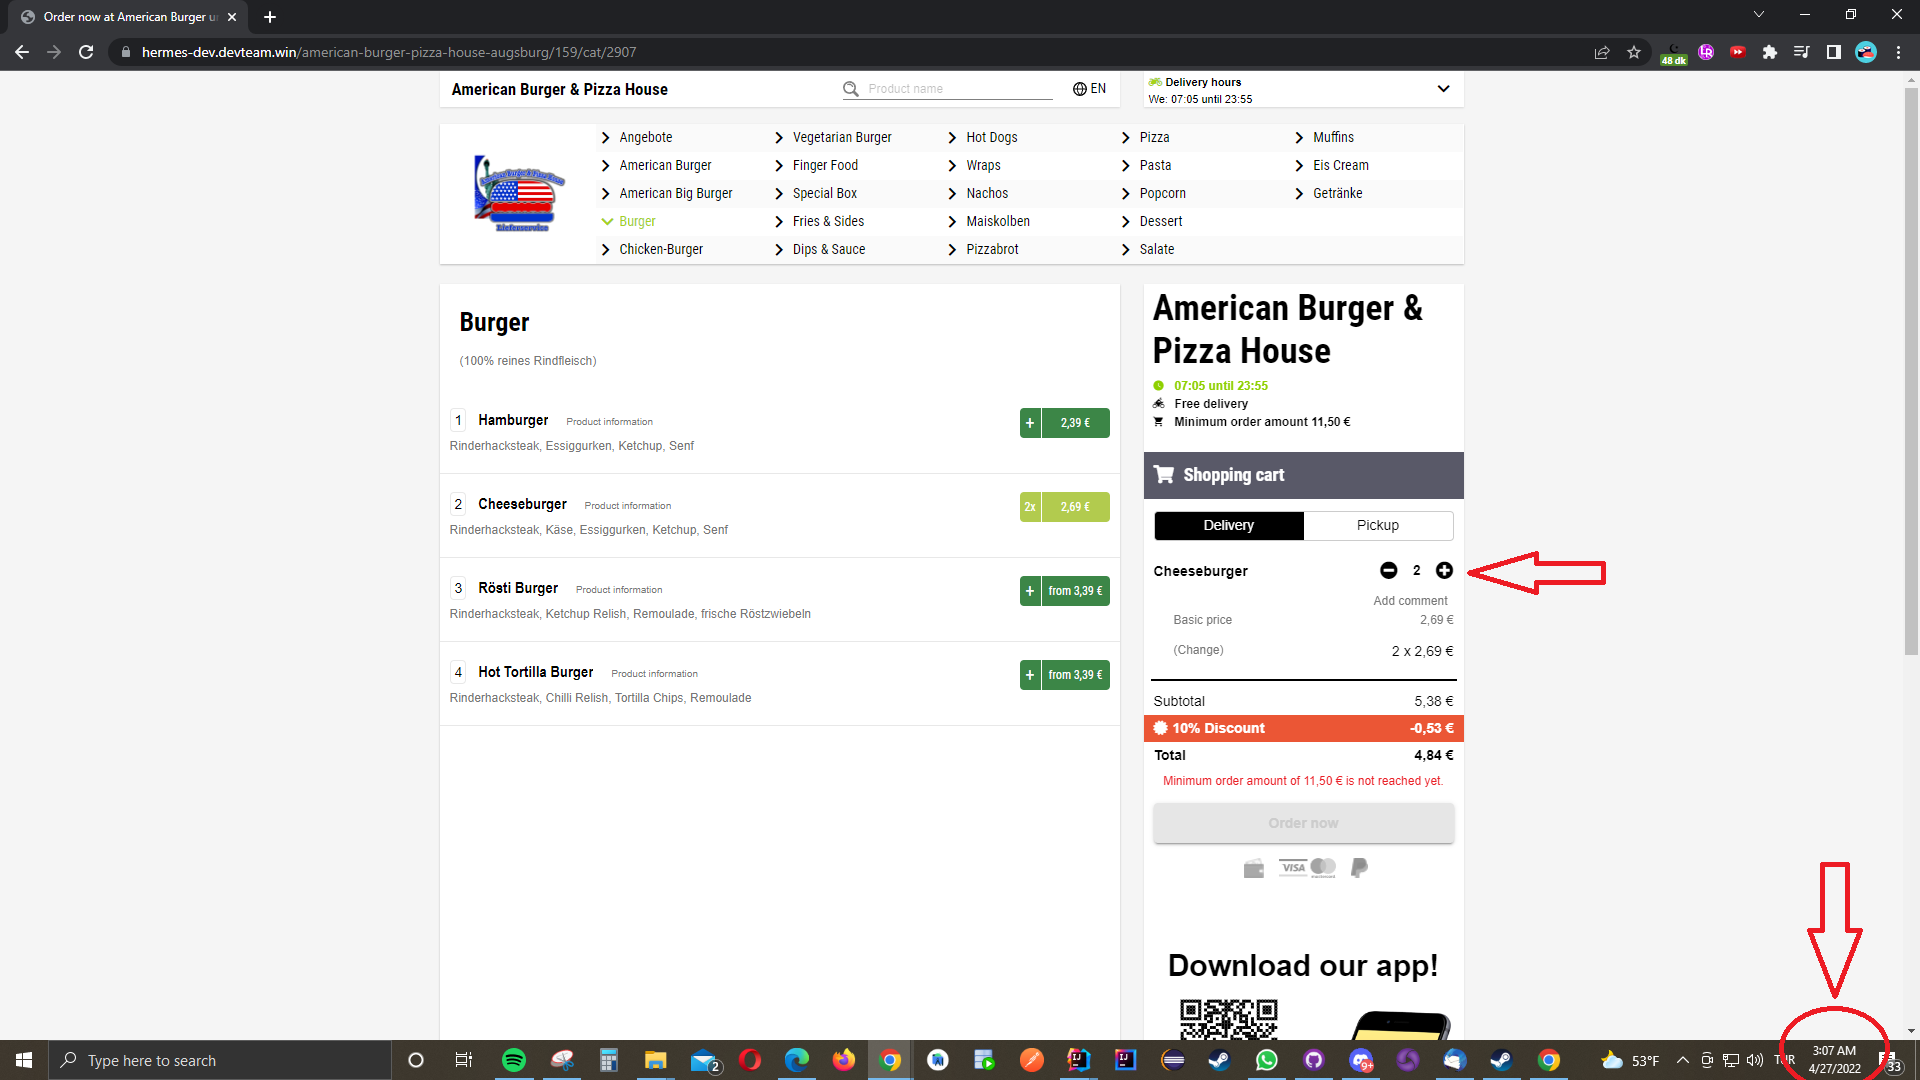 Order now at American Burger u
hermes-dev.devteam.win/american-burger-pizza-house-augsburg/159/cat/2907
48 dk
American Burger & Pizza House
Product name
EN
Delivery hours
We: 07:05 until 23:55
Angebote
Vegetarian Burger
Hot Dogs
Pizza
Muffins
American Burger
Finger Food
Wraps
Pasta
Eis Cream
American Big Burger
Special Box
Nachos
Popcorn
Getränke
Burger
Fries & Sides
Maiskolben
Dessert
Chicken-Burger
Dips & Sauce
Pizzabrot
Salate
Lieferservice
Burger
(100% reines Rindfleisch)
1 Hamburger Product information + 2,39 €
Rinderhacksteak, Essiggurken, Ketchup, Senf
2 Cheeseburger Product information 2x 2,69 €
Rinderhacksteak, Käse, Essiggurken, Ketchup, Senf
3 Rösti Burger Product information + from 3,39 €
Rinderhacksteak, Ketchup Relish, Remoulade, frische Röstzwiebeln
4 Hot Tortilla Burger Product information + from 3,39 €
Rinderhacksteak, Chilli Relish, Tortilla Chips, Remoulade
American Burger &
Pizza House
07:05 until 23:55
Free delivery
Minimum order amount 11,50 €
Shopping cart
Delivery Pickup
Cheeseburger 2
Add comment
Basic price 2,69 €
(Change) 2 x 2,69 €
Subtotal 5,38 €
10% Discount -0,53 €
Total 4,84 €
Minimum order amount of 11,50 € is not reached yet.
Order now
VISA
Download our app!
Type here to search
2
9+
53°F
TUR
3:07 AM
4/27/2022
33